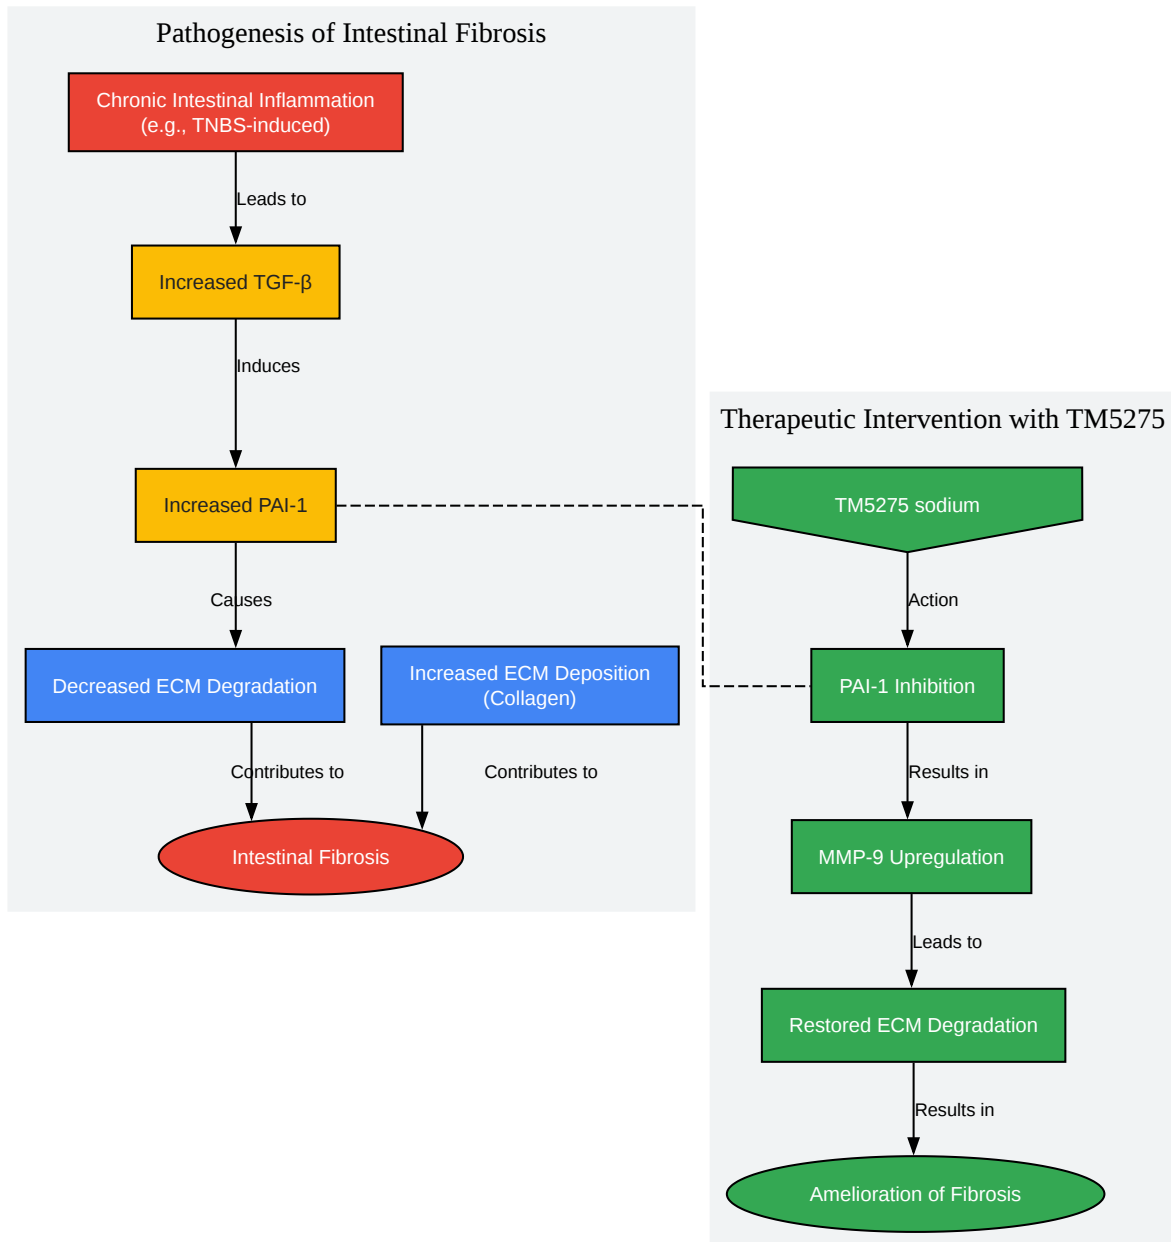 Pathogenesis of Intestinal Fibrosis
Chronic Intestinal Inflammation
(e.g., TNBS-induced)
Leads to
Increased TGF-β
Induces
Increased PAI-1
Causes
Decreased ECM Degradation
Increased ECM Deposition
(Collagen)
Contributes to
Contributes to
Intestinal Fibrosis
Therapeutic Intervention with TM5275
TM5275 sodium
Action
PAI-1 Inhibition
Results in
MMP-9 Upregulation
Leads to
Restored ECM Degradation
Results in
Amelioration of Fibrosis